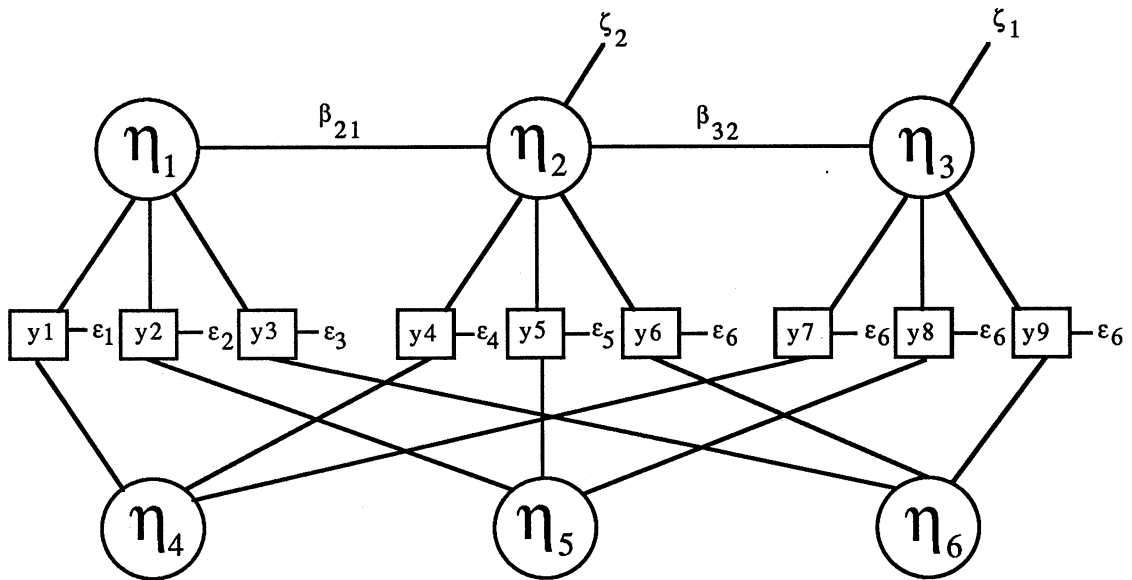 ζ₂ ζ₁
β₂₁ β₃₂
η₁ η₂ η₃
y1 ε₁ y2 ε₂ y3 ε₃ y4 ε₄ y5 ε₅ y6 ε₆ y7 ε₆ y8 ε₆ y9 ε₆
η₄ η₅ η₆